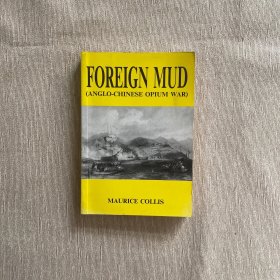 FOREIGN MUD
(ANGLO-CHINESE OPIUM WAR)
MAURICE COLLIS